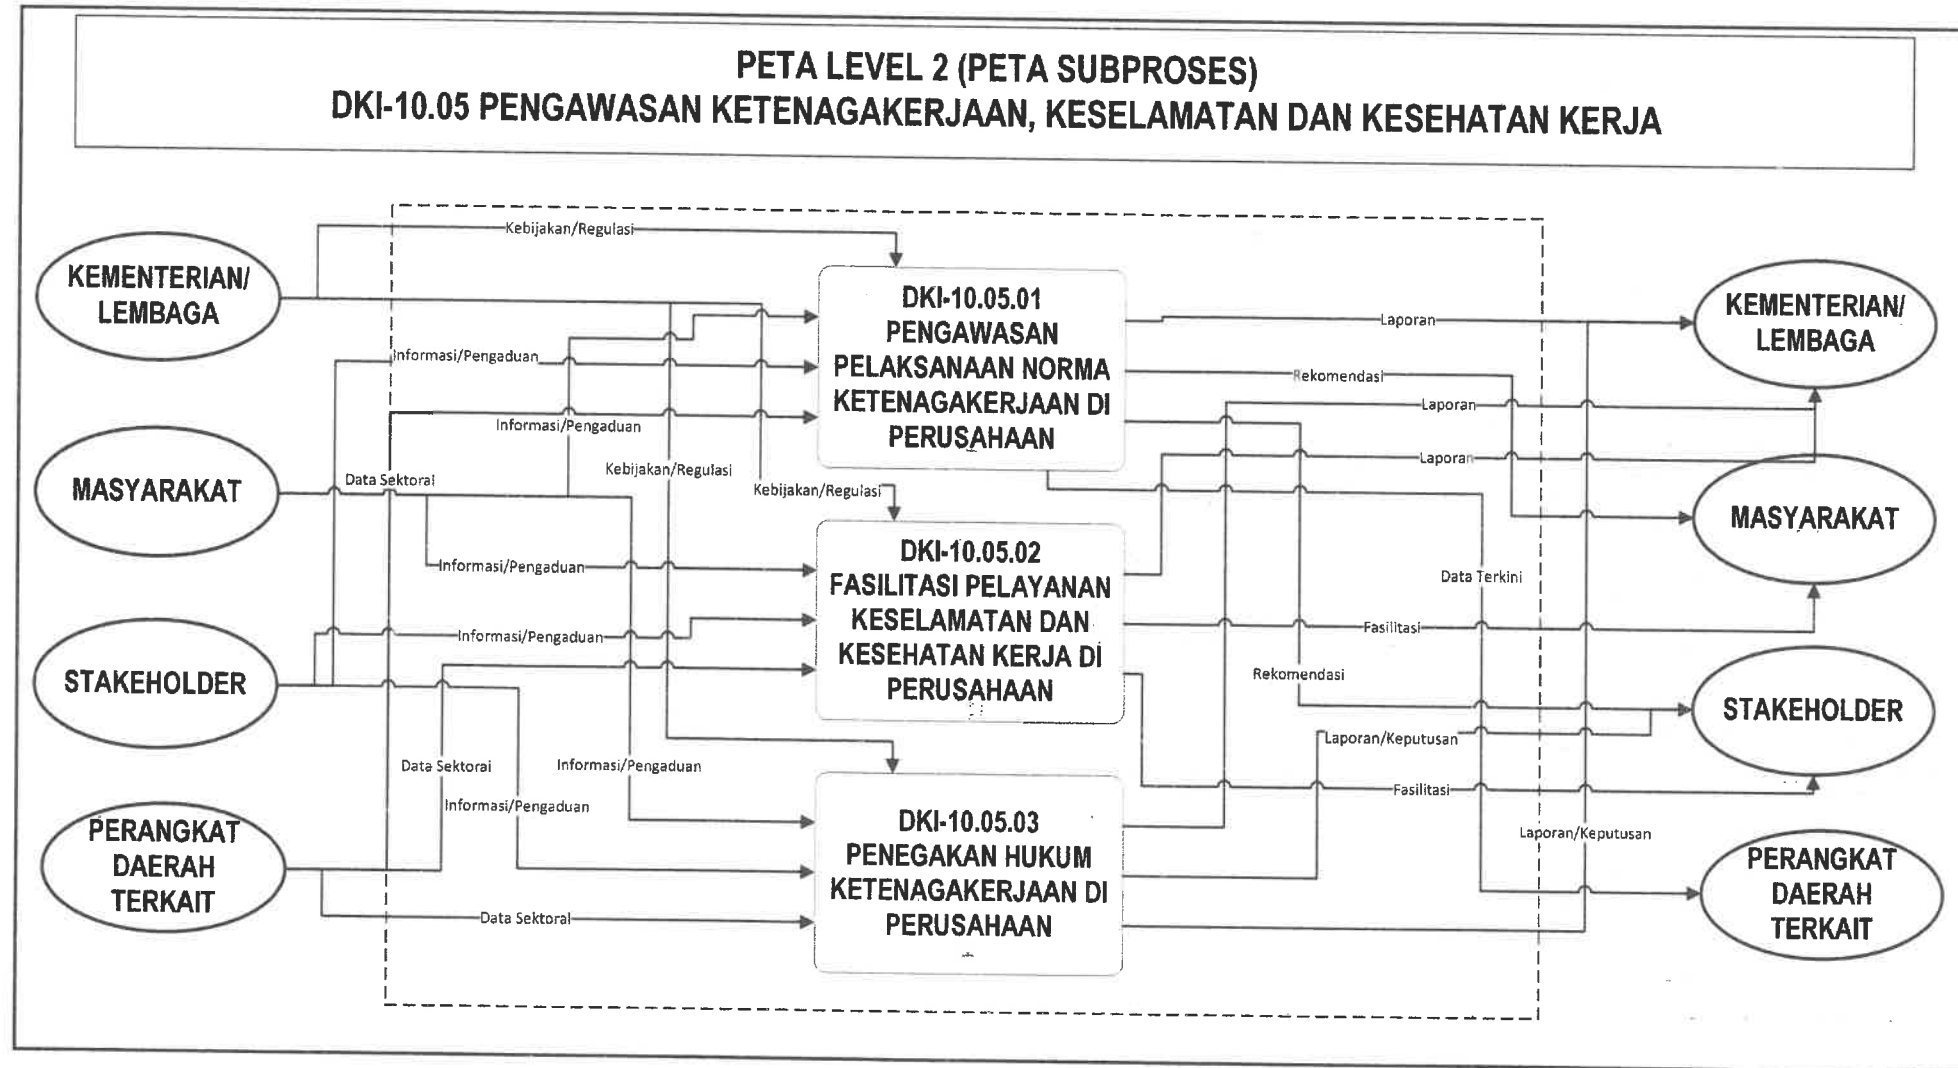 PETA LEVEL 2 (PETA SUBPROSES)
DKI-10.05 PENGAWASAN KETENAGAKERJAAN, KESELAMATAN DAN KESEHATAN KERJA
KEMENTERIAN/
LEMBAGA
MASYARAKAT
STAKEHOLDER
PERANGKAT
DAERAH
TERKAIT
Kebijakan/Regulasi
Informasi/Pengaduan
Informasi/Pengaduan
Kebijakan/Regulasi
Data Sektoral
Kebijakan/Regulasi
Informasi/Pengaduan
Informasi/Pengaduan
Data Sektoral
Informasi/Pengaduan
Informasi/Pengaduan
Data Sektoral
DKI-10.05.01
PENGAWASAN
PELAKSANAAN NORMA
KETENAGAKERJAAN DI
PERUSAHAAN
DKI-10.05.02
FASILITASI PELAYANAN
KESELAMATAN DAN
KESEHATAN KERJA DI
PERUSAHAAN
DKI-10.05.03
PENEGAKAN HUKUM
KETENAGAKERJAAN DI
PERUSAHAAN
Laporan
Rekomendasi
Laporan
Laporan
Data Terkini
Fasilitasi
Rekomendasi
Laporan/Keputusan
Fasilitasi
Laporan/Keputusan
KEMENTERIAN/
LEMBAGA
MASYARAKAT
STAKEHOLDER
PERANGKAT
DAERAH
TERKAIT